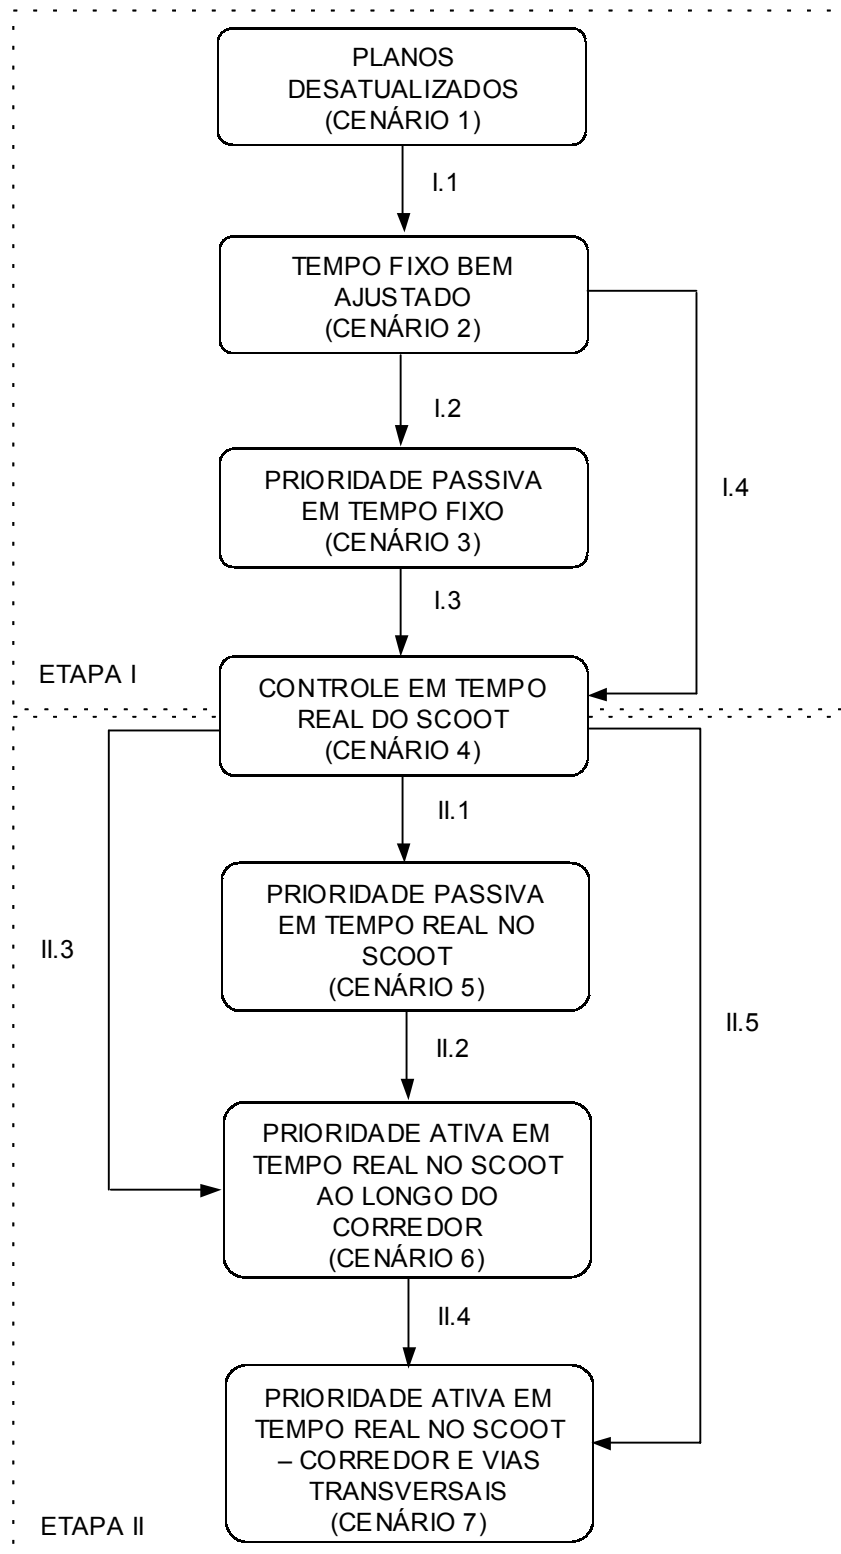 PLANOS
DESATUALIZADOS
(CENÁRIO 1)
I.1
TEMPO FIXO BEM
AJUSTADO
(CENÁRIO 2)
I.2
I.4
PRIORIDADE PASSIVA
EM TEMPO FIXO
(CENÁRIO 3)
I.3
ETAPA I
CONTROLE EM TEMPO
REAL DO SCOOT
(CENÁRIO 4)
II.1
PRIORIDADE PASSIVA
EM TEMPO REAL NO
SCOOT
(CENÁRIO 5)
II.3
II.5
II.2
PRIORIDADE ATIVA EM
TEMPO REAL NO SCOOT
AO LONGO DO
CORREDOR
(CENÁRIO 6)
II.4
PRIORIDADE ATIVA EM
TEMPO REAL NO SCOOT
– CORREDOR E VIAS
TRANSVERSAIS
(CENÁRIO 7)
ETAPA II